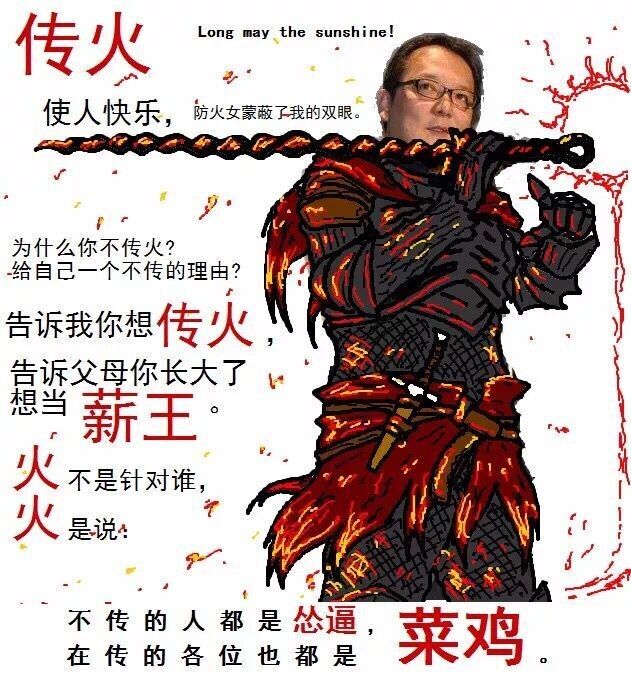 传火
Long may the sunshine!
使人快乐，
防火女蒙蔽了我的双眼。
为什么你不传火？
给自己一个不传的理由？
告诉我你想传火，
告诉父母你长大了
想当薪王。
火不是针对谁，
火是说：
不传的人都是怂逼，
在传的各位也都是菜鸡。